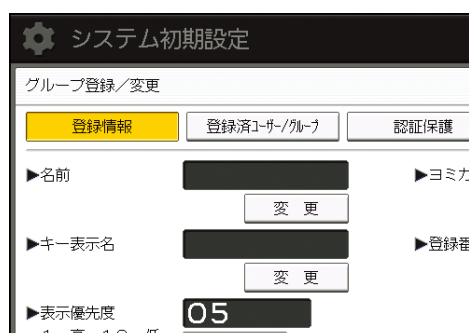 システム初期設定
グループ登録／変更
登録情報 登録済ﾕｰｻﾞｰ/ｸﾞﾙｰﾌﾟ 認証保護
▶名前 ▶ヨミカ
変更
▶キー表示名 ▶登録番
変更
▶表示優先度 05